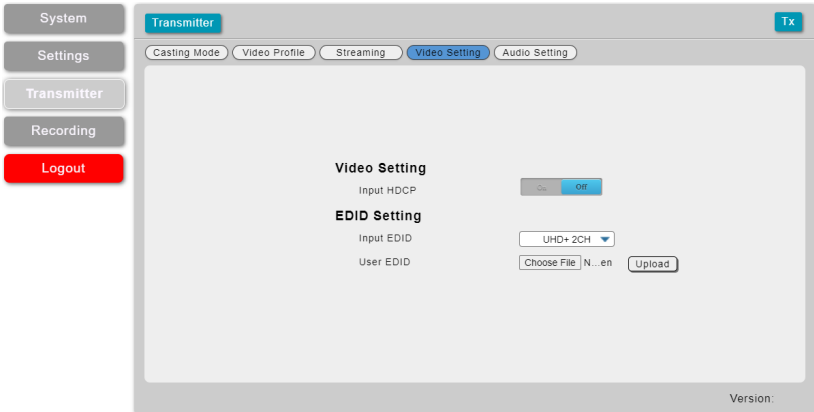 System
Settings
Transmitter
Recording
Logout
Transmitter
Tx
Casting Mode
Video Profile
Streaming
Video Setting
Audio Setting
Video Setting
Input HDCP
On Off
EDID Setting
Input EDID
UHD+ 2CH
User EDID
Choose File N...en
Upload
Version: